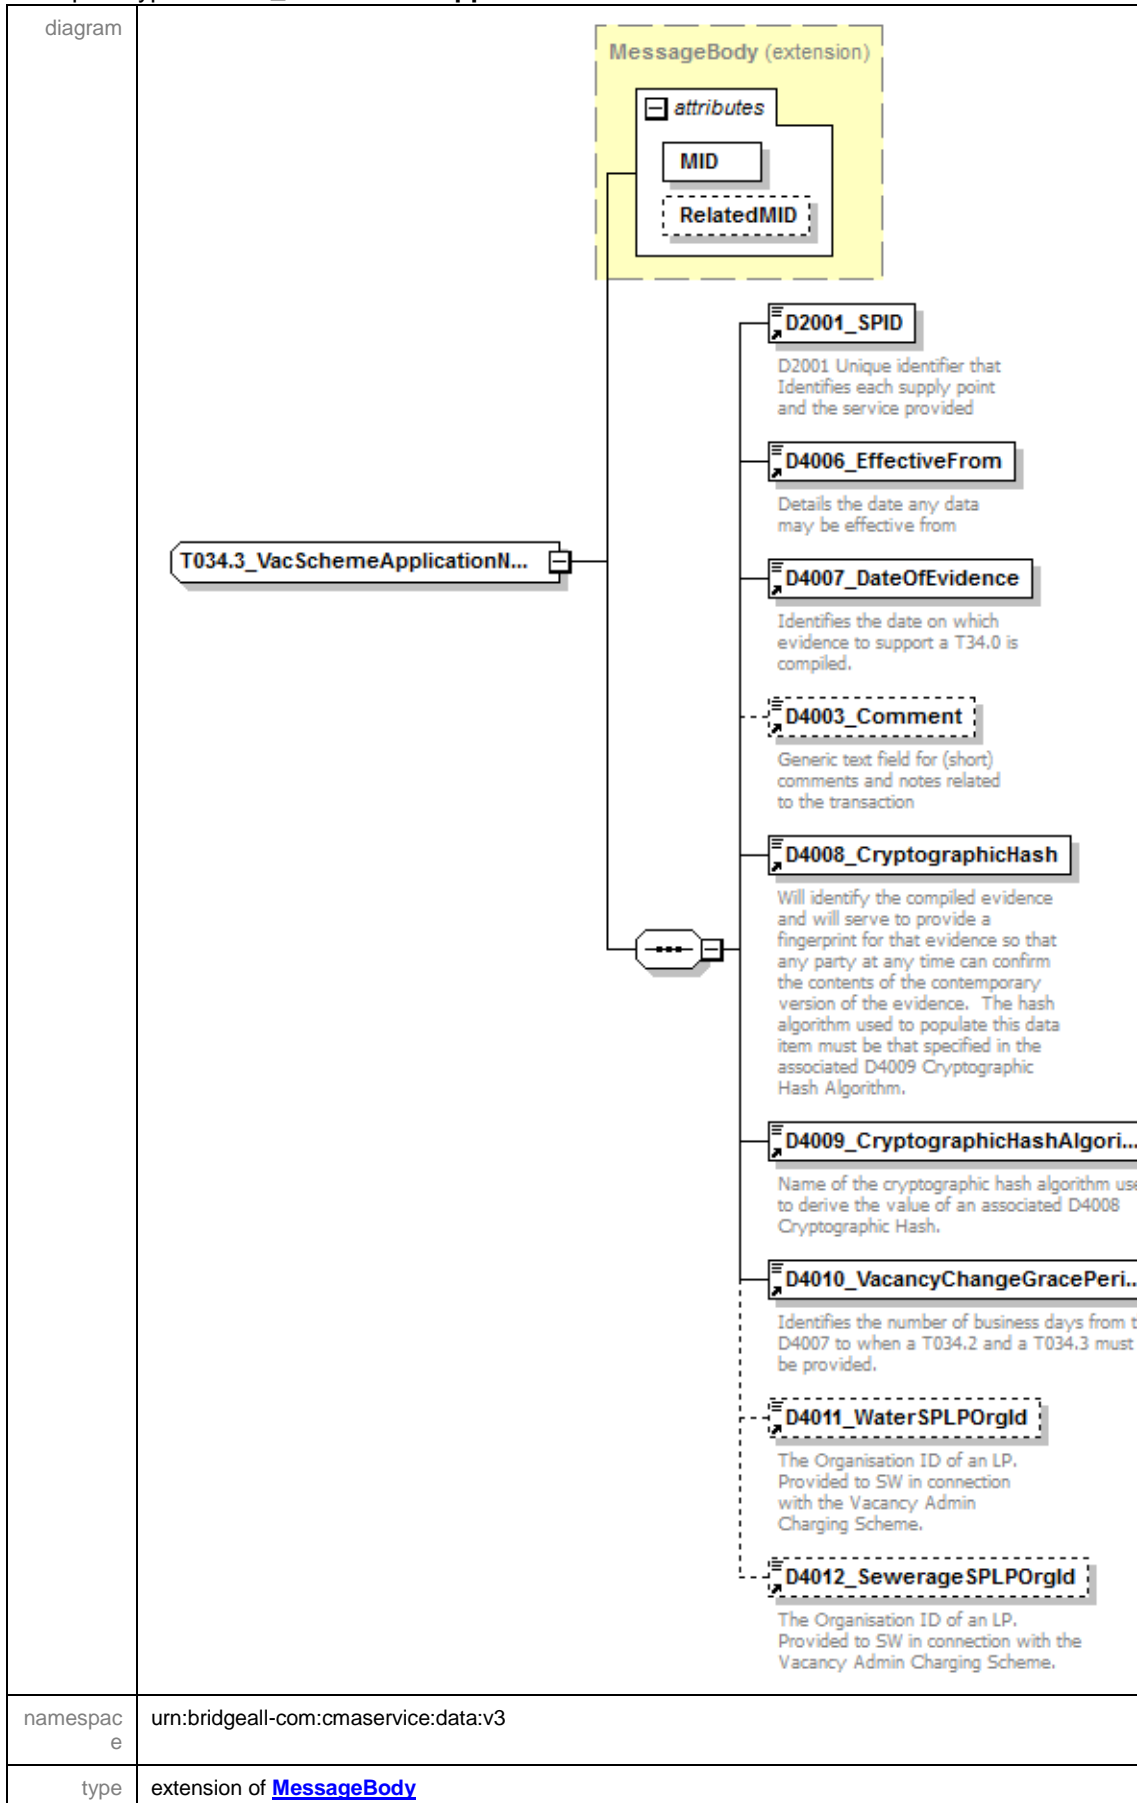 diagram
MessageBody (extension)
attributes
MID
RelatedMID
D2001_SPID
D2001 Unique identifier that
Identifies each supply point
and the service provided
D4006_EffectiveFrom
Details the date any data
may be effective from
T034.3_VacSchemeApplicationN...
D4007_DateOfEvidence
Identifies the date on which
evidence to support a T34.0 is
compiled.
D4003_Comment
Generic text field for (short)
comments and notes related
to the transaction
D4008_CryptographicHash
Will identify the compiled evidence
and will serve to provide a
fingerprint for that evidence so that
any party at any time can confirm
the contents of the contemporary
version of the evidence.  The hash
algorithm used to populate this data
item must be that specified in the
associated D4009 Cryptographic
Hash Algorithm.
D4009_CryptographicHashAlgori...
Name of the cryptographic hash algorithm use
to derive the value of an associated D4008
Cryptographic Hash.
D4010_VacancyChangeGracePeri..
Identifies the number of business days from t
D4007 to when a T034.2 and a T034.3 must
be provided.
D4011_WaterSPLPOrgId
The Organisation ID of an LP.
Provided to SW in connection
with the Vacancy Admin
Charging Scheme.
D4012_SewerageSPLPOrgId
The Organisation ID of an LP.
Provided to SW in connection with the
Vacancy Admin Charging Scheme.
namespac
e
urn:bridgeall-com:cmaservice:data:v3
type
extension of MessageBody